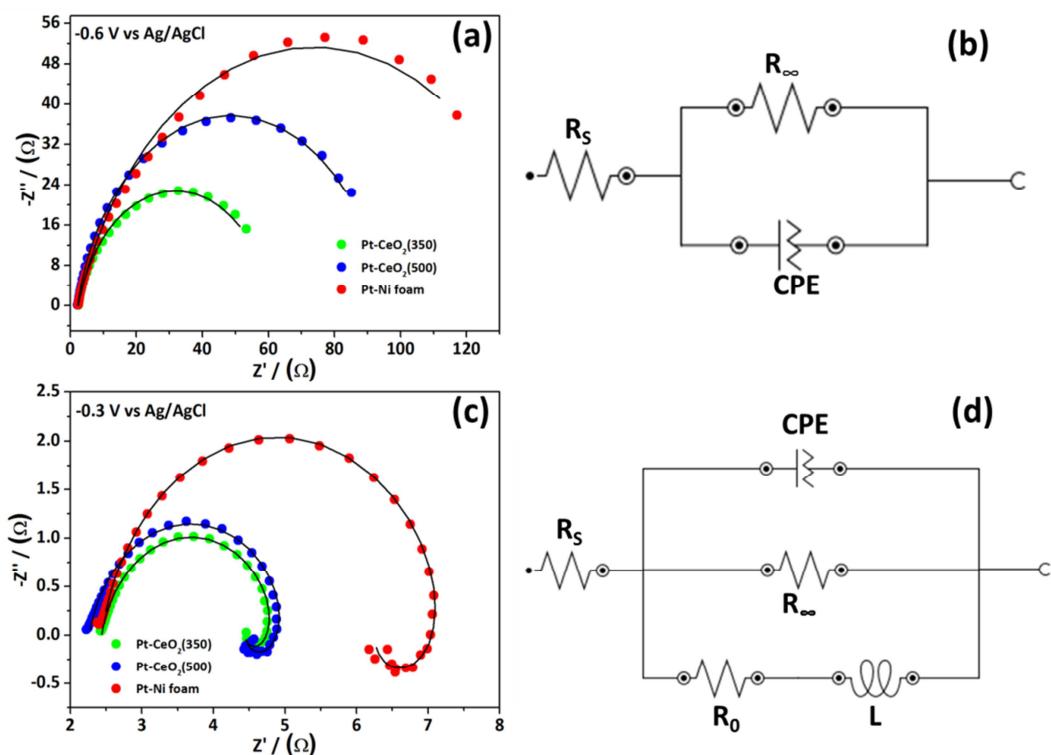 -0.6 V vs Ag/AgCl
(a)
56
48
40
32
24
16
8
0
-Z'' / (Ω)
Pt-CeO₂(350)
Pt-CeO₂(500)
Pt-Ni foam
0 20 40 60 80 100 120
Z' / (Ω)
(b)
R∞
RS
CPE
-0.3 V vs Ag/AgCl
(c)
2.5
2.0
1.5
1.0
0.5
0.0
-0.5
-Z'' / (Ω)
Pt-CeO₂(350)
Pt-CeO₂(500)
Pt-Ni foam
2 3 4 5 6 7 8
Z' / (Ω)
(d)
CPE
RS
R∞
R0
L